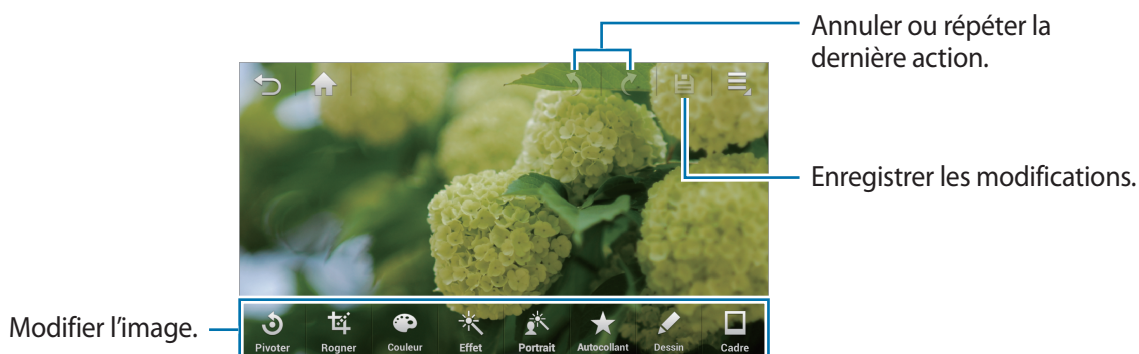 Annuler ou répéter la
dernière action.
Enregistrer les modifications.
Modifier l'image.
Pivoter Rogner Couleur Effet Portrait Autocollant Dessin Cadre